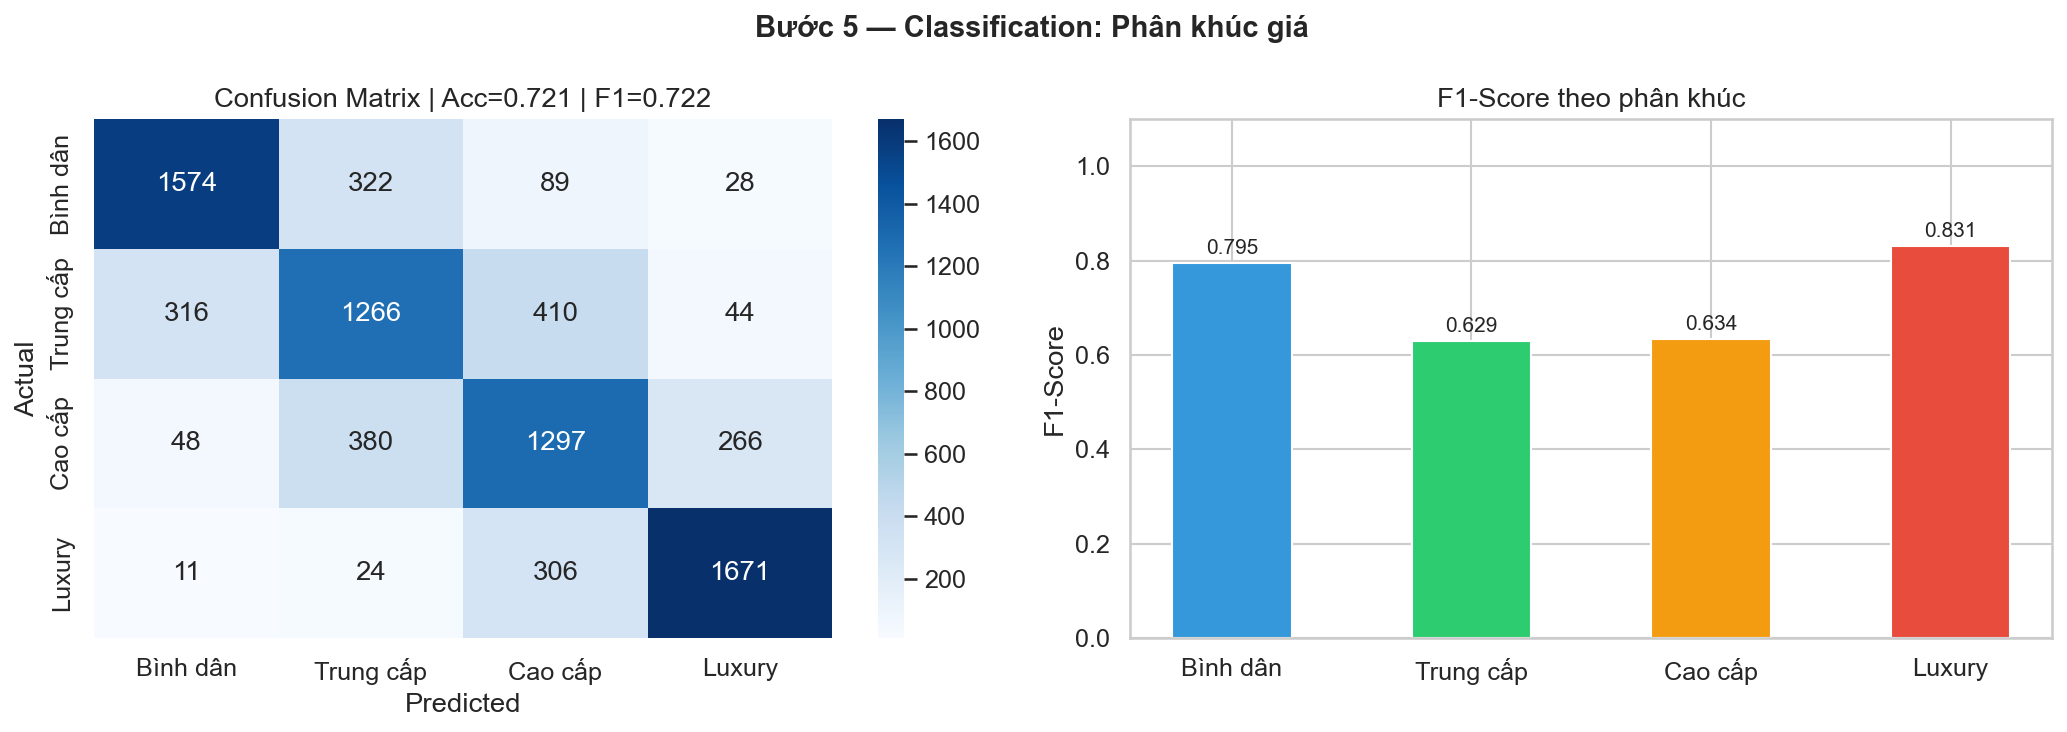 Bước 5 — Classification: Phân khúc giá
Confusion Matrix | Acc=0.721 | F1=0.722
Actual
Bình dân
Trung cấp
Cao cấp
Luxury
1574 322 89 28
316 1266 410 44
48 380 1297 266
11 24 306 1671
Bình dân Trung cấp Cao cấp Luxury
Predicted
1600
1400
1200
1000
800
600
400
200
F1-Score theo phân khúc
F1-Score
1.0
0.8
0.6
0.4
0.2
0.0
0.795
0.629
0.634
0.831
Bình dân Trung cấp Cao cấp Luxury